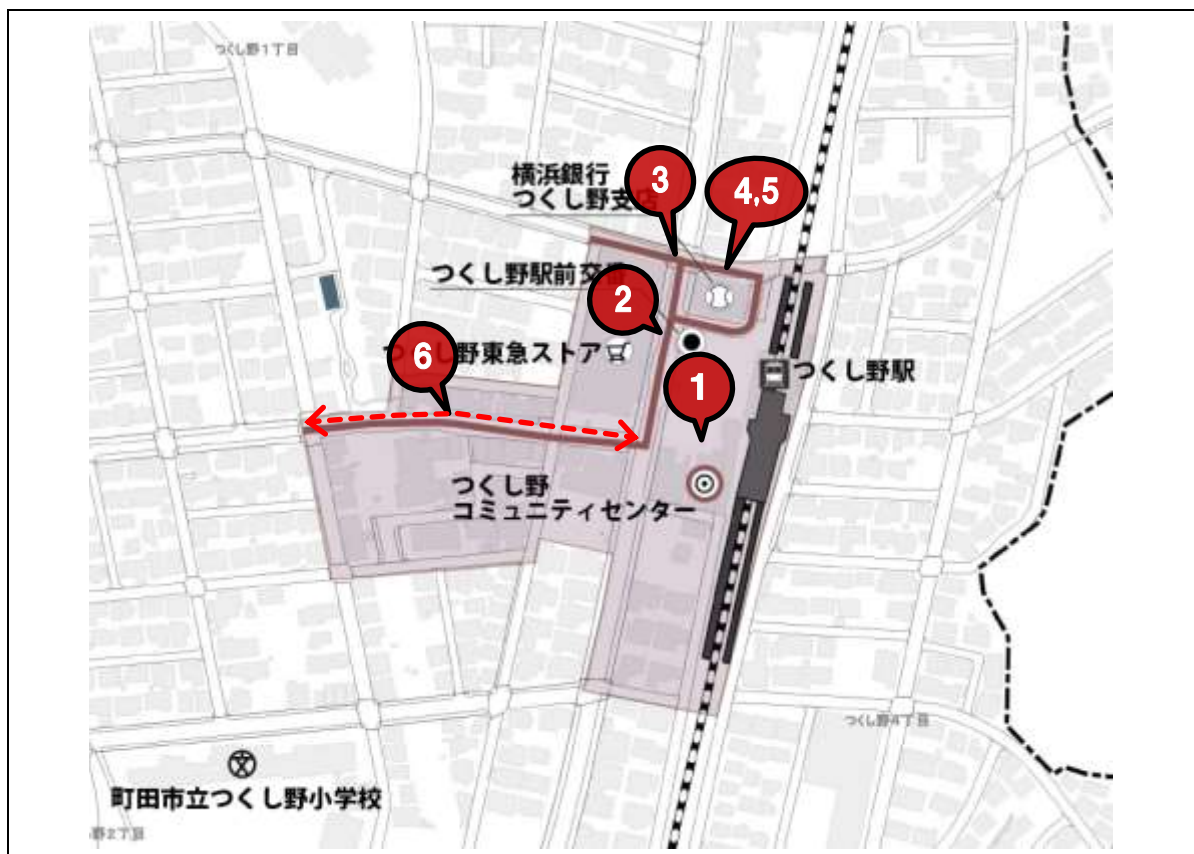 つくし野1丁目
横浜銀行
つくし野支店
3
4,5
つくし野駅前交番
2
つくし野東急ストア
6
1
つくし野駅
つくし野
コミュニティセンター
つくし野4丁目
町田市立つくし野小学校
野2丁目